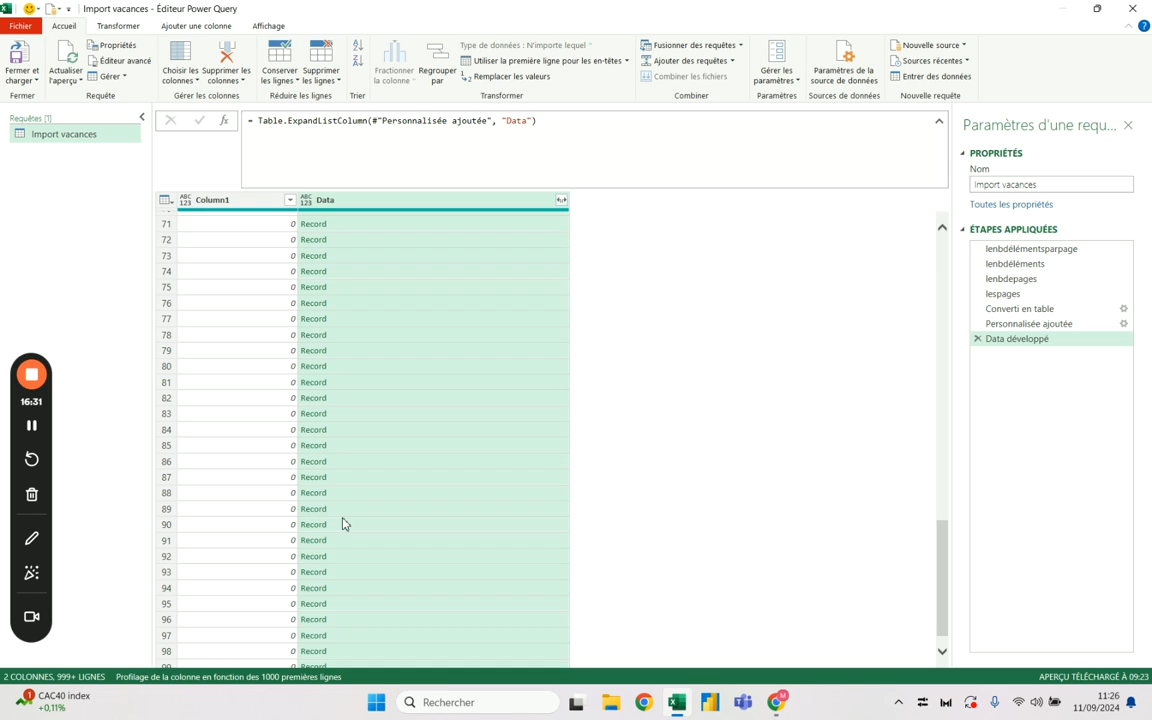 Import vacances - Éditeur Power Query
Fichier Accueil Transformer Ajouter une colonne Affichage
Fermer et charger
Fermer
Actualiser l'aperçu
Propriétés
Éditeur avancé
Gérer
Requête
Choisir les colonnes
Supprimer les colonnes
Gérer les colonnes
Conserver les lignes
Supprimer les lignes
Réduire les lignes
Trier
Fractionner la colonne
Regrouper par
Type de données : N'importe lequel
Utiliser la première ligne pour les en-têtes
Remplacer les valeurs
Transformer
Fusionner des requêtes
Ajouter des requêtes
Combiner les fichiers
Combiner
Gérer les paramètres
Paramètres
Paramètres de la source de données
Sources de données
Nouvelle source
Sources récentes
Entrer des données
Nouvelle requête
Requêtes [1]
Import vacances
fx
= Table.ExpandListColumn(#"Personnalisée ajoutée", "Data")
ABC 123 Column1 ABC 123 Data
71 0 Record
72 0 Record
73 0 Record
74 0 Record
75 0 Record
76 0 Record
77 0 Record
78 0 Record
79 0 Record
80 0 Record
81 0 Record
82 0 Record
83 0 Record
84 0 Record
85 0 Record
86 0 Record
87 0 Record
88 0 Record
89 0 Record
90 0 Record
91 0 Record
92 0 Record
93 0 Record
94 0 Record
95 0 Record
96 0 Record
97 0 Record
98 0 Record
99 0 Record
Paramètres d'une requ...
PROPRIÉTÉS
Nom
Import vacances
Toutes les propriétés
ÉTAPES APPLIQUÉES
lenbdélémentsparpage
lenbdéléments
lenbdepages
lespages
Converti en table
Personnalisée ajoutée
Data développé
16:31
2 COLONNES, 999+ LIGNES Profilage de la colonne en fonction des 1000 premières lignes
APERÇU TÉLÉCHARGÉ À 09:23
1
CAC40 index
+0,11%
Rechercher
M
11:26
11/09/2024